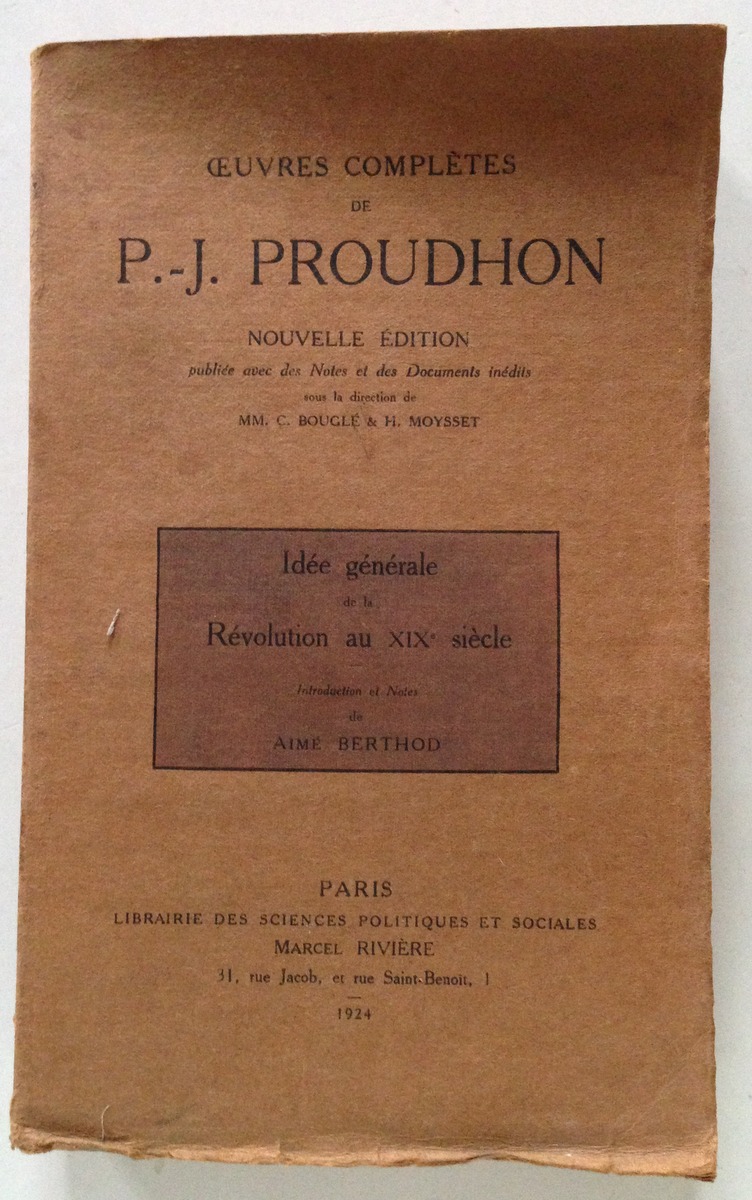 ŒUVRES COMPLÈTES
DE
P.-J. PROUDHON
NOUVELLE ÉDITION
publiée avec des Notes et des Documents inédits
sous la direction de
MM. C. BOUGLÉ & H. MOYSSET
Idée générale
de la
Révolution au XIXe siècle
Introduction et Notes
de
AIMÉ BERTHOD
PARIS
LIBRAIRIE DES SCIENCES POLITIQUES ET SOCIALES
MARCEL RIVIÈRE
31, rue Jacob, et rue Saint-Benoît, 1
1924